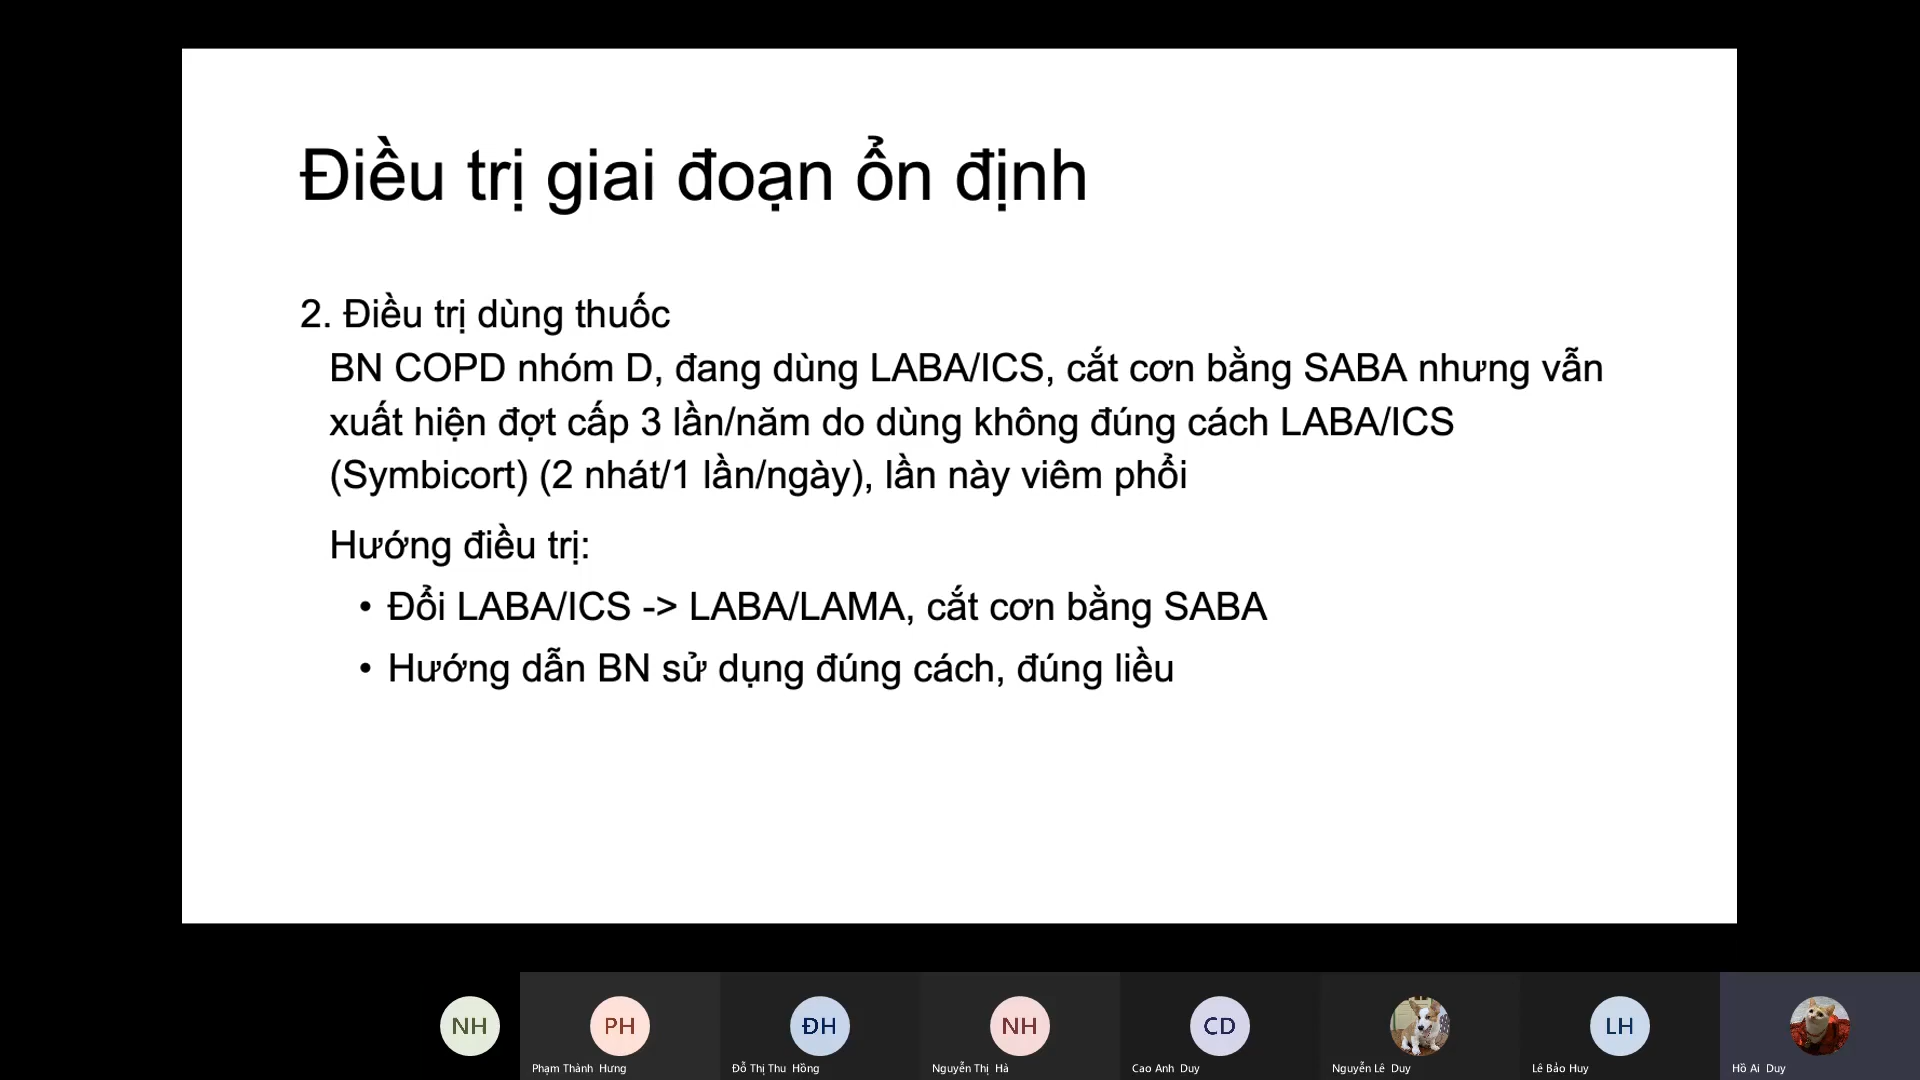 Điều trị giai đoạn ổn định
2. Điều trị dùng thuốc
BN COPD nhóm D, đang dùng LABA/ICS, cắt cơn bằng SABA nhưng vẫn
xuất hiện đợt cấp 3 lần/năm do dùng không đúng cách LABA/ICS
(Symbicort) (2 nhát/1 lần/ngày), lần này viêm phổi
Hướng điều trị:
• Đổi LABA/ICS -> LABA/LAMA, cắt cơn bằng SABA
• Hướng dẫn BN sử dụng đúng cách, đúng liều
NH
PH
ĐH
NH
CD
LH
Phạm Thành Hưng
Đỗ Thị Thu Hồng
Nguyễn Thị Hà
Cao Anh Duy
Nguyễn Lê Duy
Lê Bảo Huy
Hồ Ai Duy